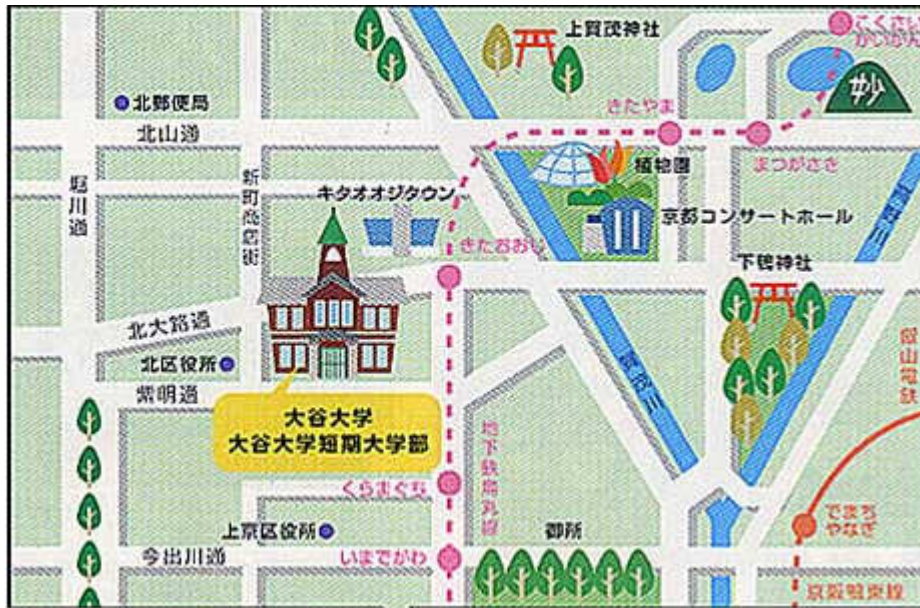 こくさい
かいかん
上賀茂神社
妙
北郵便局
北山通
きたやま
まつがさき
植物園
堀川通
新町商店街
キタオオジタウン
京都コンサートホール
きたおおじ
下鴨神社
北大路通
北区役所
紫明通
叡山電鉄
大谷大学
大谷大学短期大学部
地下鉄烏丸線
くらまぐち
上京区役所
御所
でまち
やなぎ
今出川通
いまでがわ
京阪鴨東線